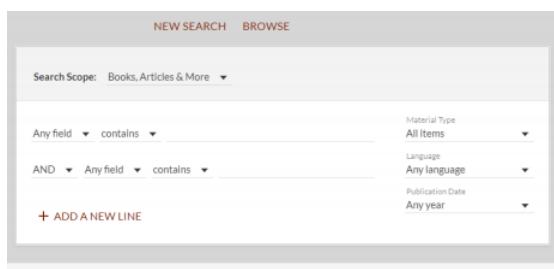 NEW SEARCH BROWSE
Search Scope: Books, Articles & More
Any field contains
Material Type
All items
AND Any field contains
Language
Any language
Publication Date
Any year
+ ADD A NEW LINE